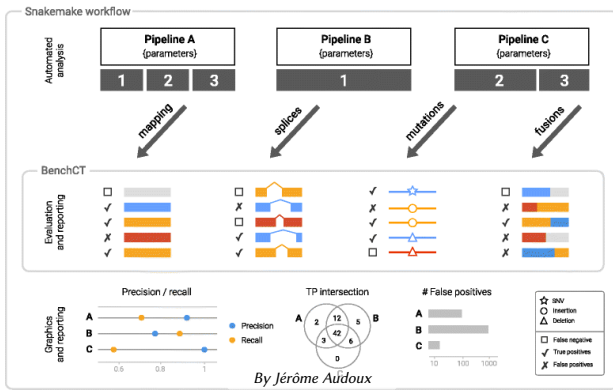 Snakemake workflow
Automated
analysis
Pipeline A
{parameters}
1 2 3
Pipeline B
{parameters}
1
Pipeline C
{parameters}
2 3
mapping
splices
mutations
fusions
BenchCT
Evaluation
and reporting
Graphics
and reporting
Precision / recall
A
B
C
Precision
Recall
0.6 0.8 1
TP intersection
A
B
C
2 12 5
42
3 6
0
# False positives
A
B
C
10 100 1000
SNV
Insertion
Deletion
False negative
True positives
False positives
By Jérôme Audoux